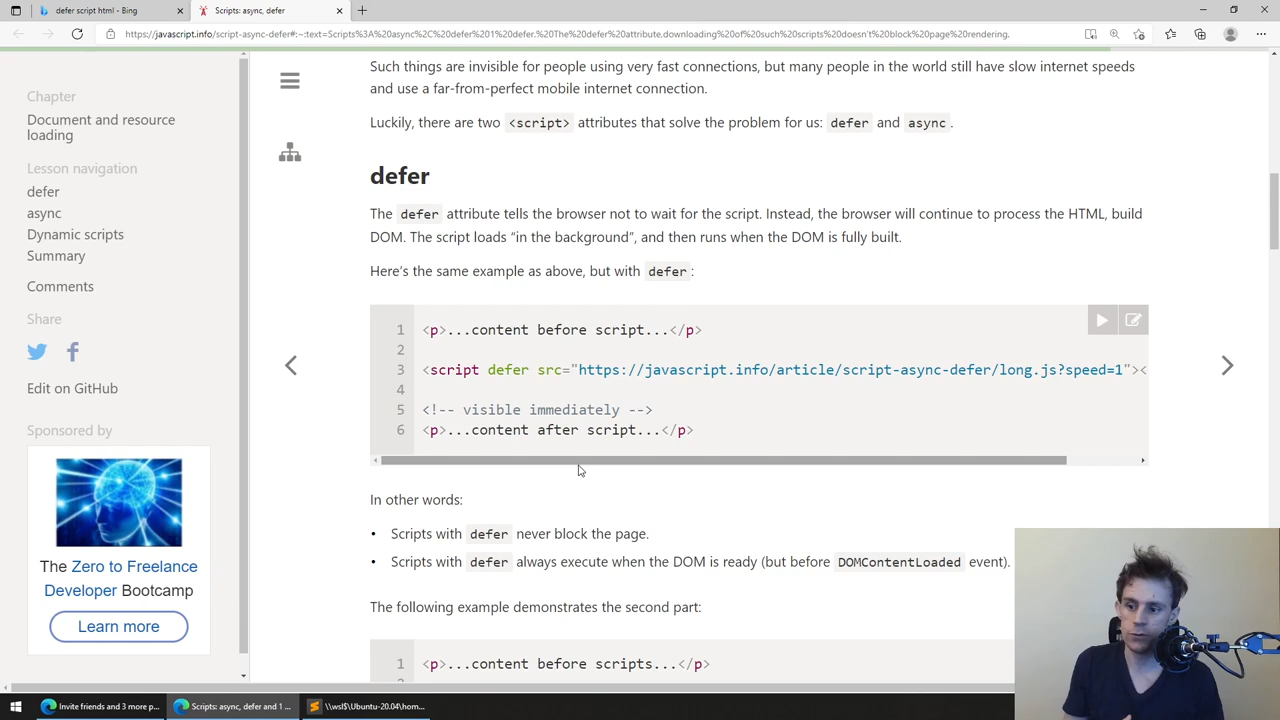 defer script html - Bing
Scripts: async, defer
https://javascript.info/script-async-defer#:~:text=Scripts%3A%20async%2C%20defer%201%20defer.%20The%20defer%20attribute,downloading%20of%20such%20scripts%20doesn't%20block%20page%20rendering.
Chapter
Document and resource
loading
Lesson navigation
defer
async
Dynamic scripts
Summary
Comments
Share
Edit on GitHub
Sponsored by
The Zero to Freelance
Developer Bootcamp
Learn more
Such things are invisible for people using very fast connections, but many people in the world still have slow internet speeds
and use a far-from-perfect mobile internet connection.
Luckily, there are two <script> attributes that solve the problem for us: defer and async.
defer
The defer attribute tells the browser not to wait for the script. Instead, the browser will continue to process the HTML, build
DOM. The script loads “in the background”, and then runs when the DOM is fully built.
Here’s the same example as above, but with defer:
1 <p>...content before script...</p>
2
3 <script defer src="https://javascript.info/article/script-async-defer/long.js?speed=1"><
4
5 <!-- visible immediately -->
6 <p>...content after script...</p>
In other words:
• Scripts with defer never block the page.
• Scripts with defer always execute when the DOM is ready (but before DOMContentLoaded event).
The following example demonstrates the second part:
1 <p>...content before scripts...</p>
Invite friends and 3 more p...
Scripts: async, defer and 1 ...
\\wsl$\Ubuntu-20.04\hom...